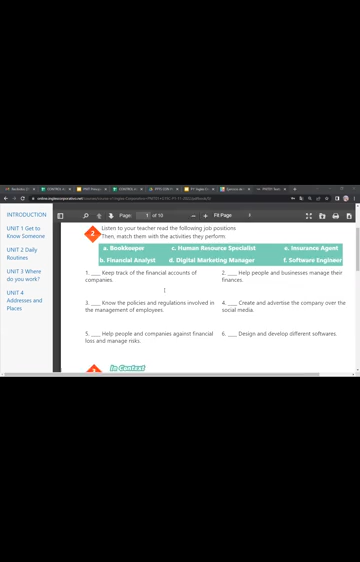 INTRODUCTION
UNIT 1 Get to Know Someone
UNIT 2 Daily Routines
UNIT 3 Where do you work?
UNIT 4 Addresses and Places
Page: 1 of 10
Fit Page
2 Listen to your teacher read the following job positions
Then, match them with the activities they perform
a. Bookkeeper c. Human Resource Specialist e. Insurance Agent
b. Financial Analyst d. Digital Marketing Manager f. Software Engineer
1. ___ Keep track of the financial accounts of companies.
2. ___ Help people and businesses manage their finances.
3. ___ Know the policies and regulations involved in the management of employees.
4. ___ Create and advertise the company over the social media.
5. ___ Help people and companies against financial loss and manage risks.
6. ___ Design and develop different softwares.
In Context